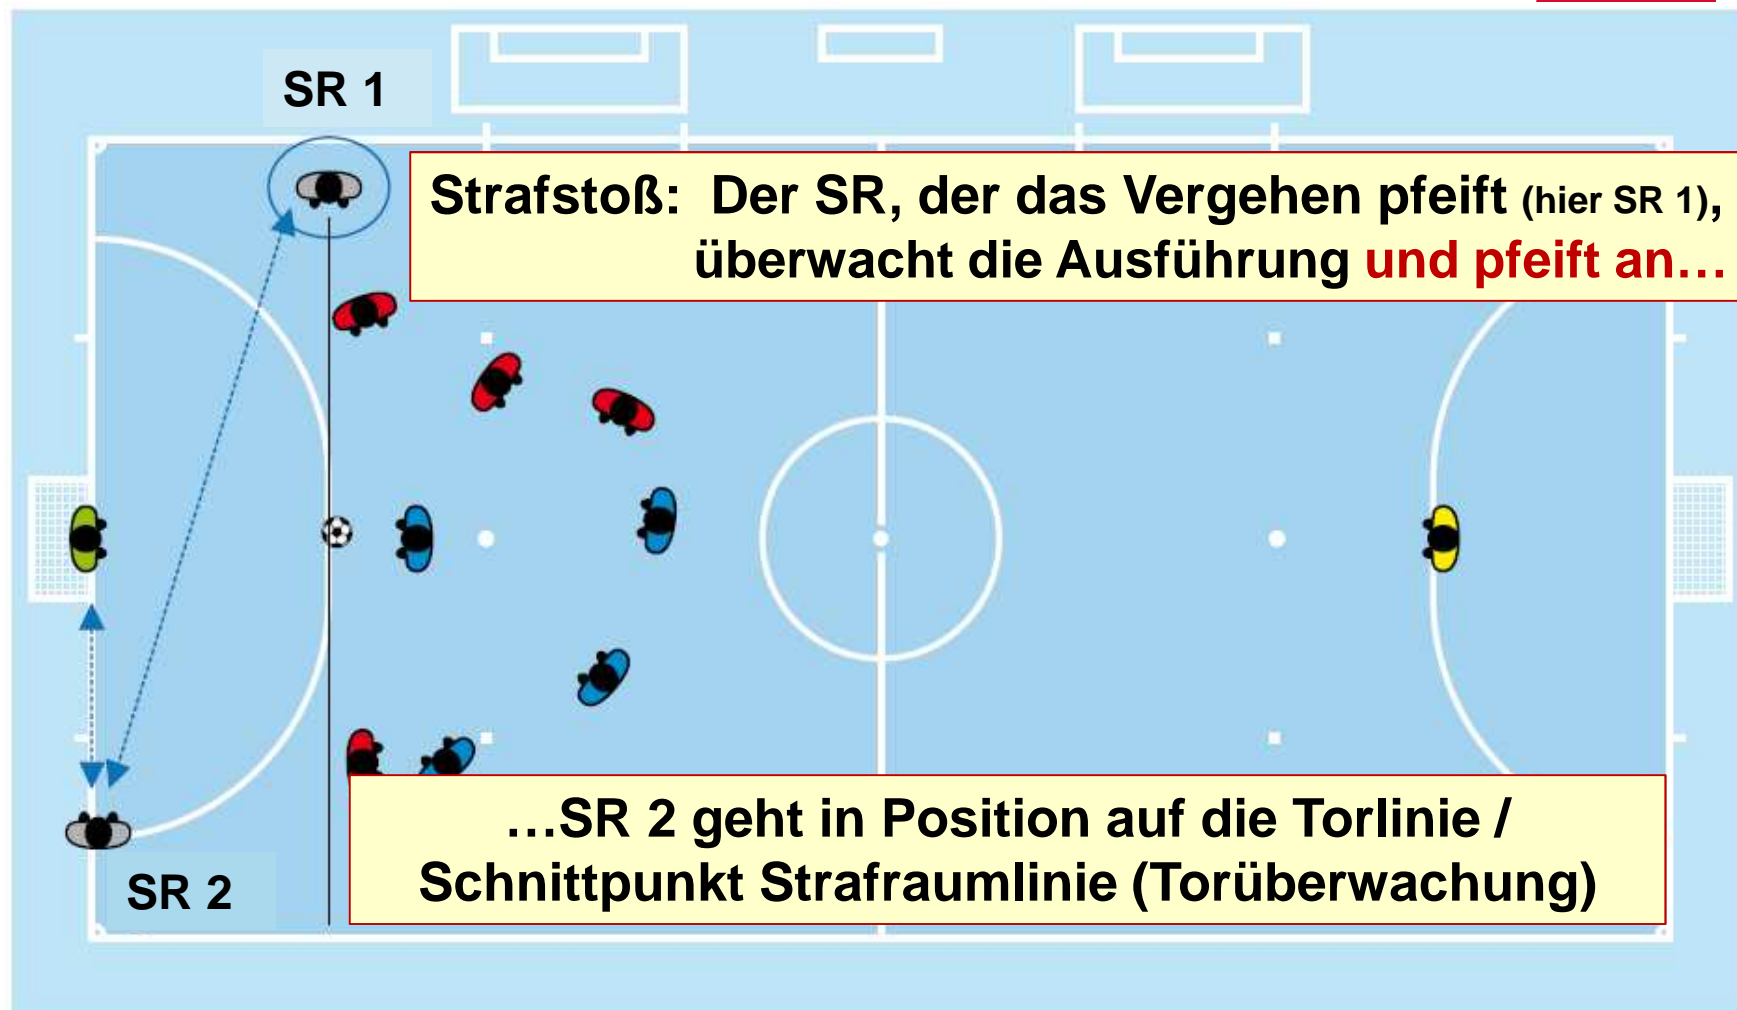 SR 1
Strafstoß: Der SR, der das Vergehen pfeift (hier SR 1),
überwacht die Ausführung und pfeift an…
…SR 2 geht in Position auf die Torlinie /
Schnittpunkt Strafraumlinie (Torüberwachung)
SR 2